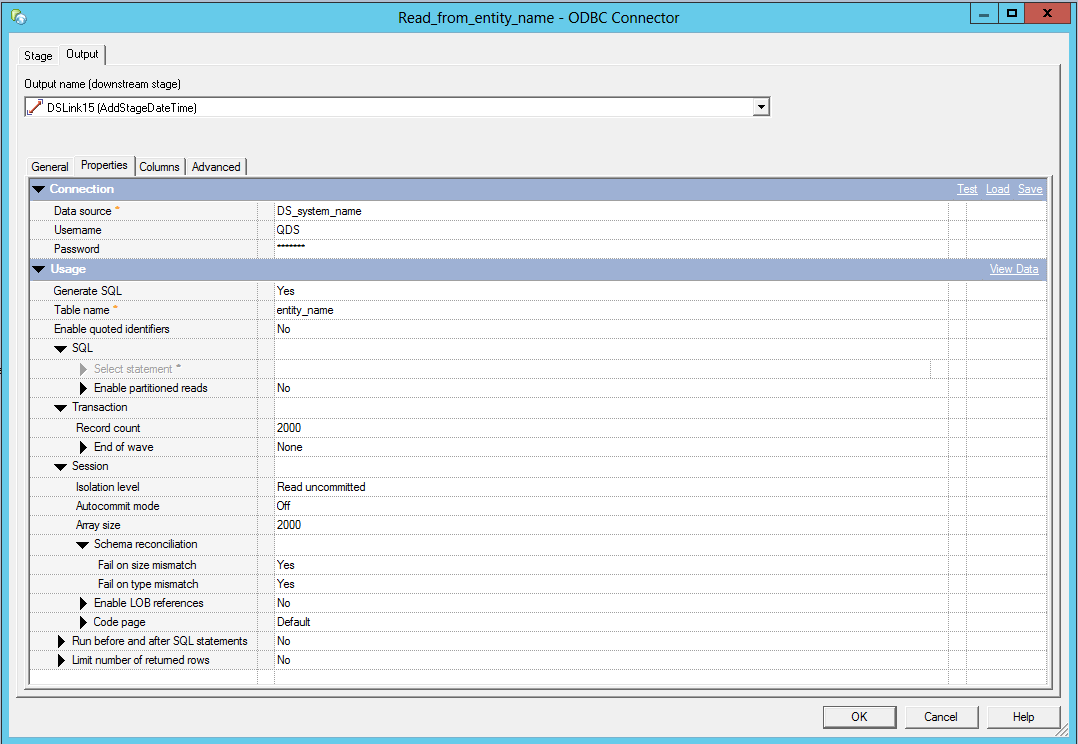 Read_from_entity_name - ODBC Connector
Stage Output
Output name (downstream stage)
DSLink15 (AddStageDateTime)
General Properties Columns Advanced
Connection Test Load Save
Data source * DS_system_name
Username QDS
Password *******
Usage View Data
Generate SQL Yes
Table name * entity_name
Enable quoted identifiers No
SQL
Select statement *
Enable partitioned reads No
Transaction
Record count 2000
End of wave None
Session
Isolation level Read uncommitted
Autocommit mode Off
Array size 2000
Schema reconciliation
Fail on size mismatch Yes
Fail on type mismatch Yes
Enable LOB references No
Code page Default
Run before and after SQL statements No
Limit number of returned rows No
OK Cancel Help